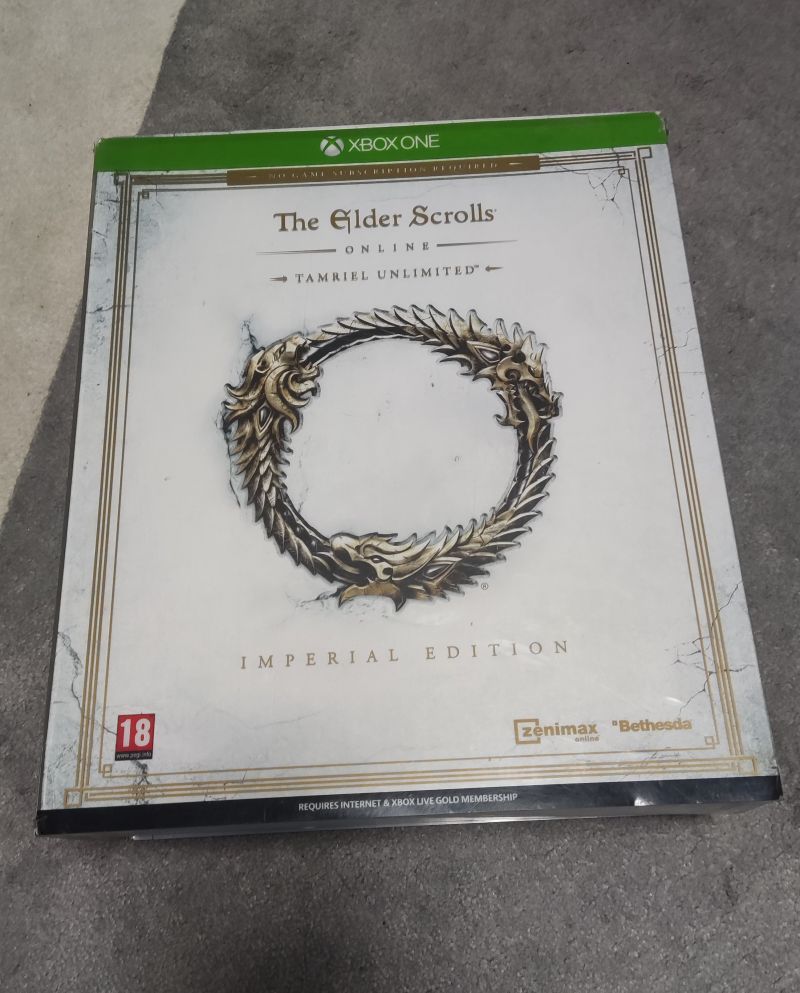 XBOX ONE
NO GAME SUBSCRIPTION REQUIRED
The Elder Scrolls
ONLINE
TAMRIEL UNLIMITED™
®
IMPERIAL EDITION
18
www.pegi.info
zenimax
online
Bethesda
REQUIRES INTERNET & XBOX LIVE GOLD MEMBERSHIP